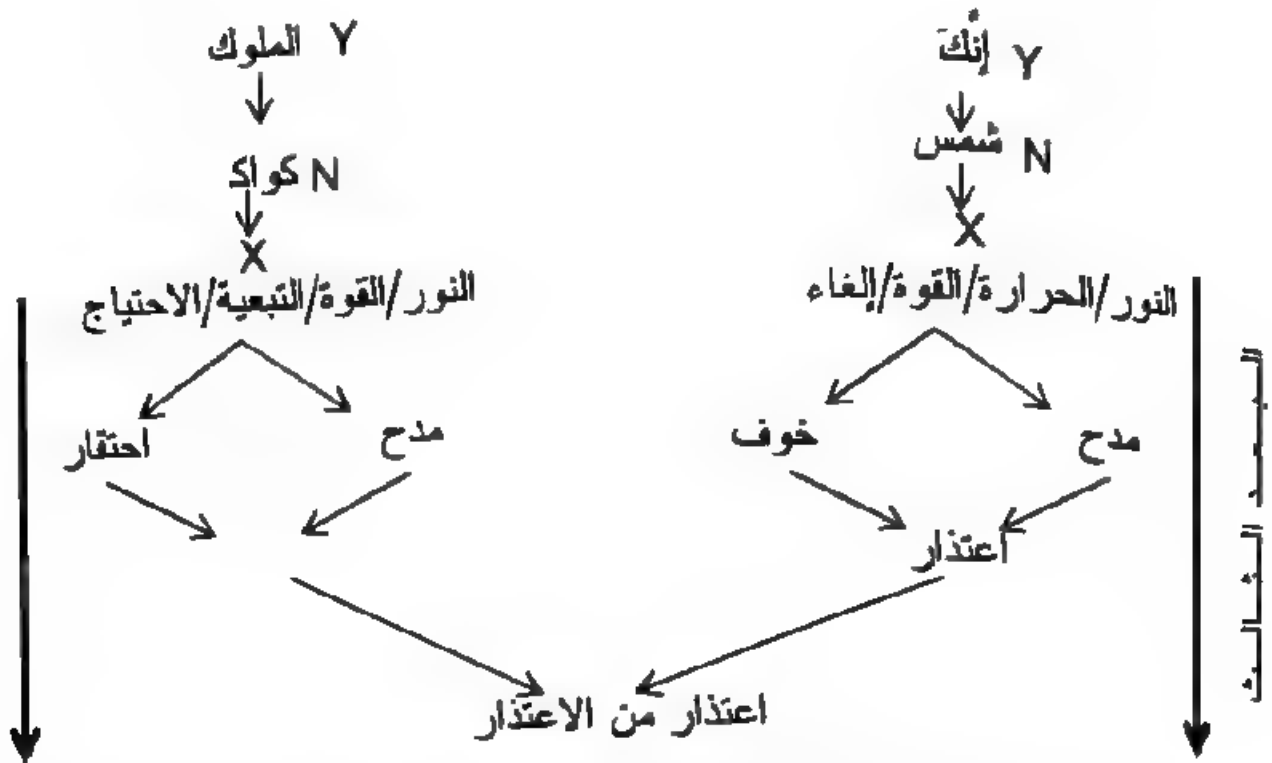 إنَّكَ Y
الملوك Y
شمس N
كواك N
X
X
النور/الحرارة/القوة/إلغاء
النور/القوة/التبعية/الاحتياج
مدح
خوف
مدح
احتقار
اعتذار
اعتذار من الاعتذار